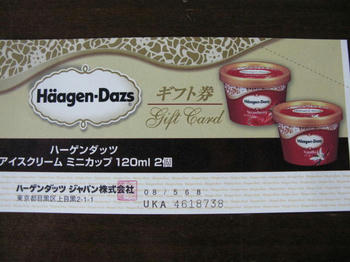 Häagen-Dazs
ギフト券
Gift Card
Strawberry
Vanilla
ハーゲンダッツ
アイスクリーム ミニカップ 120ml 2個
ハーゲンダッツ ジャパン株式会社
東京都目黒区上目黒2-1-1
08/568
UKA 4618738